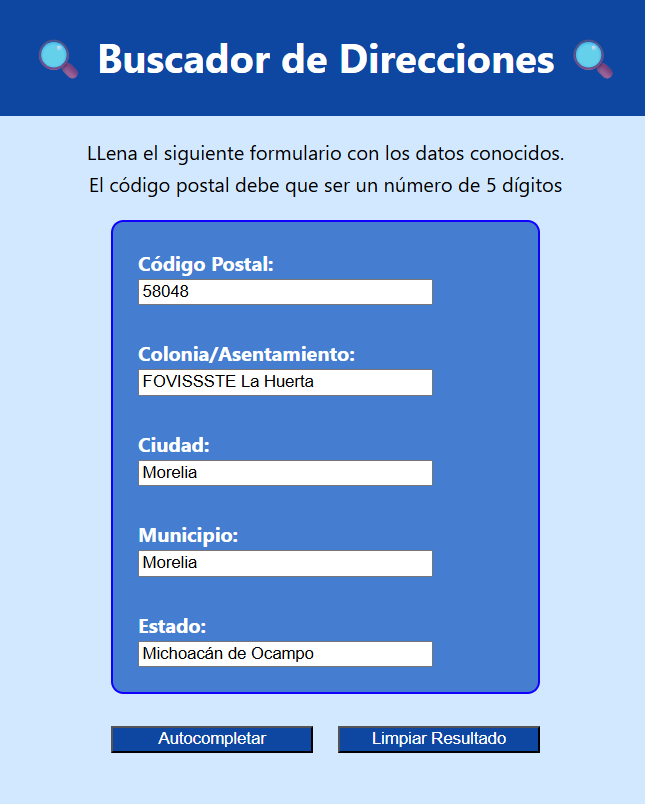 Buscador de Direcciones
LLena el siguiente formulario con los datos conocidos.
El código postal debe que ser un número de 5 dígitos
Código Postal:
58048
Colonia/Asentamiento:
FOVISSSTE La Huerta
Ciudad:
Morelia
Municipio:
Morelia
Estado:
Michoacán de Ocampo
Autocompletar
Limpiar Resultado